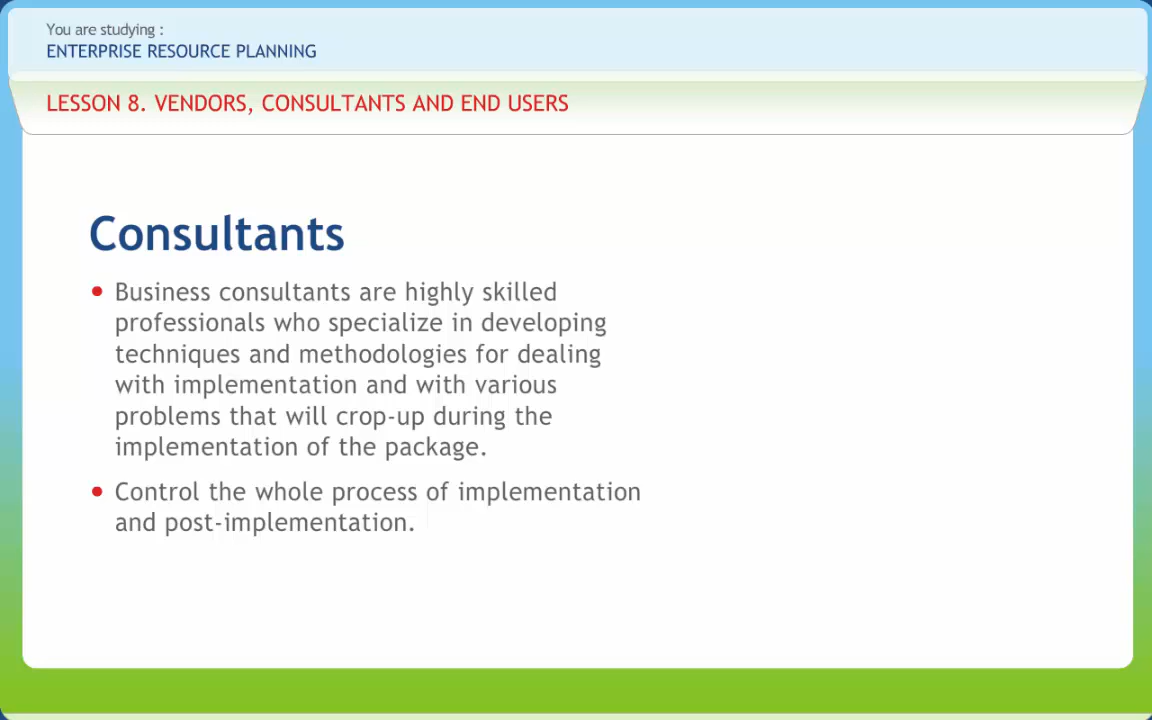 You are studying :
ENTERPRISE RESOURCE PLANNING
LESSON 8. VENDORS, CONSULTANTS AND END USERS
Consultants
• Business consultants are highly skilled
professionals who specialize in developing
techniques and methodologies for dealing
with implementation and with various
problems that will crop-up during the
implementation of the package.
• Control the whole process of implementation
and post-implementation.